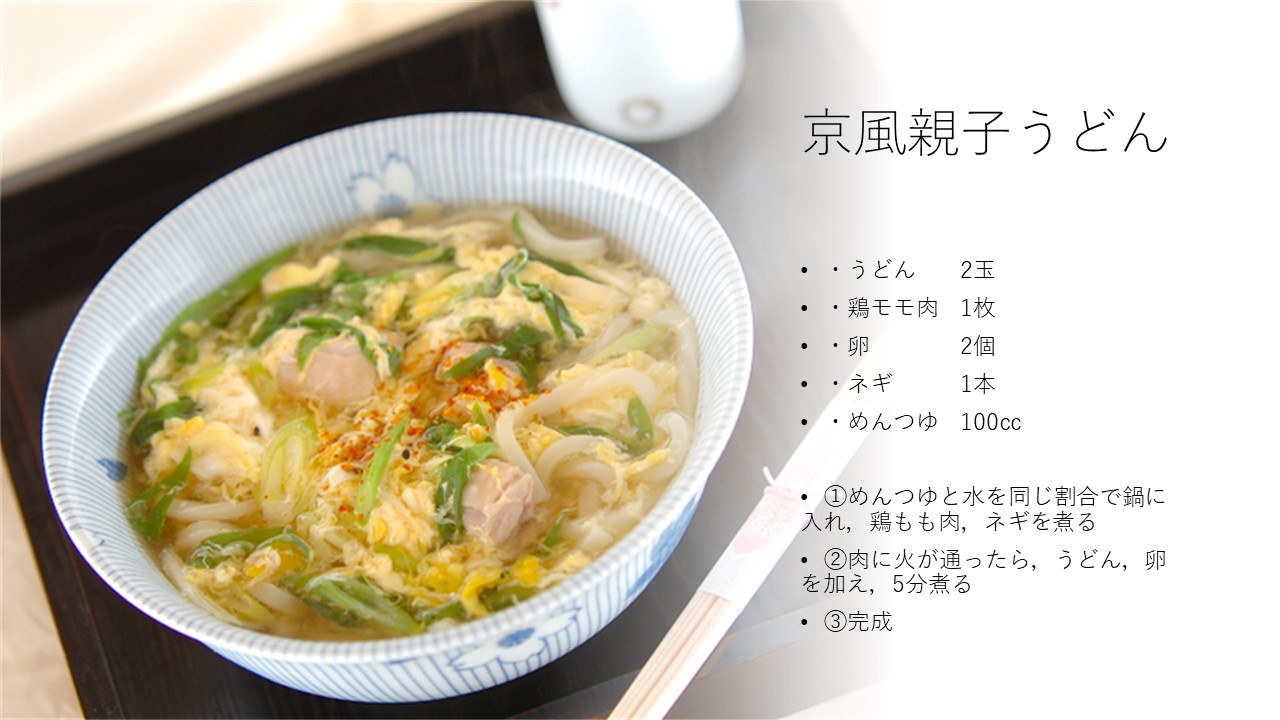 京風親子うどん
• ・うどん　　2玉
• ・鶏モモ肉　1枚
• ・卵　　　　2個
• ・ネギ　　　1本
• ・めんつゆ　100cc
• ①めんつゆと水を同じ割合で鍋に
入れ，鶏もも肉，ネギを煮る
• ②肉に火が通ったら，うどん，卵
を加え，5分煮る
• ③完成